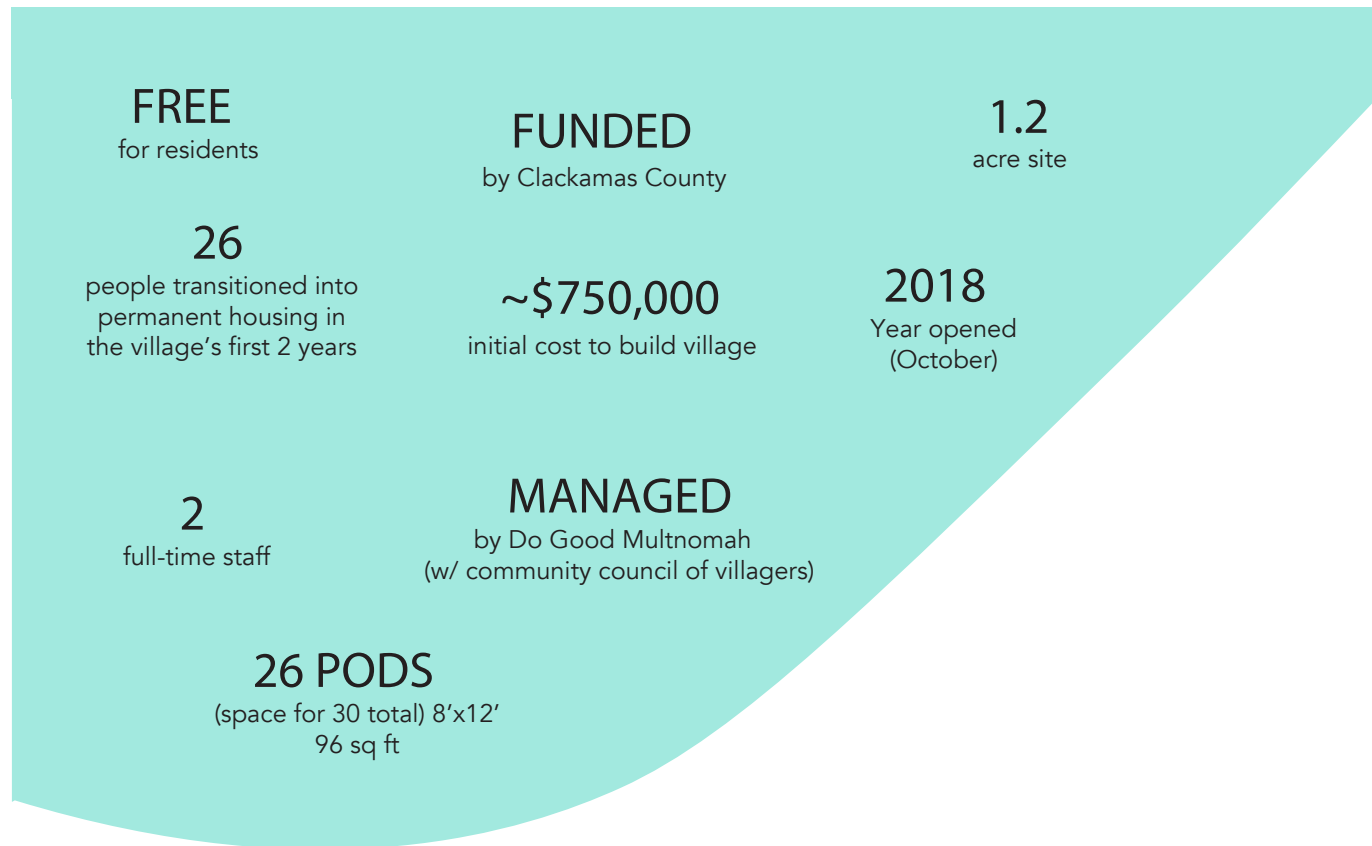 FREE
for residents
FUNDED
by Clackamas County
1.2
acre site
26
people transitioned into
permanent housing in
the village’s first 2 years
~$750,000
initial cost to build village
2018
Year opened
(October)
2
full-time staff
MANAGED
by Do Good Multnomah
(w/ community council of villagers)
26 PODS
(space for 30 total) 8’x12’
96 sq ft